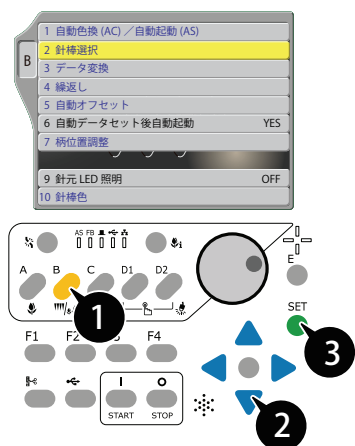 B
1 自動色換 (AC) ／自動起動 (AS)
2 針棒選択
3 データ変換
4 繰返し
5 自動オフセット
6 自動データセット後自動起動 YES
7 柄位置調整
9 針元 LED 照明 OFF
10 針棒色
AS FB
A B C D1 D2
E
1
SET
3
F1 F2 F4
I O
START STOP
2